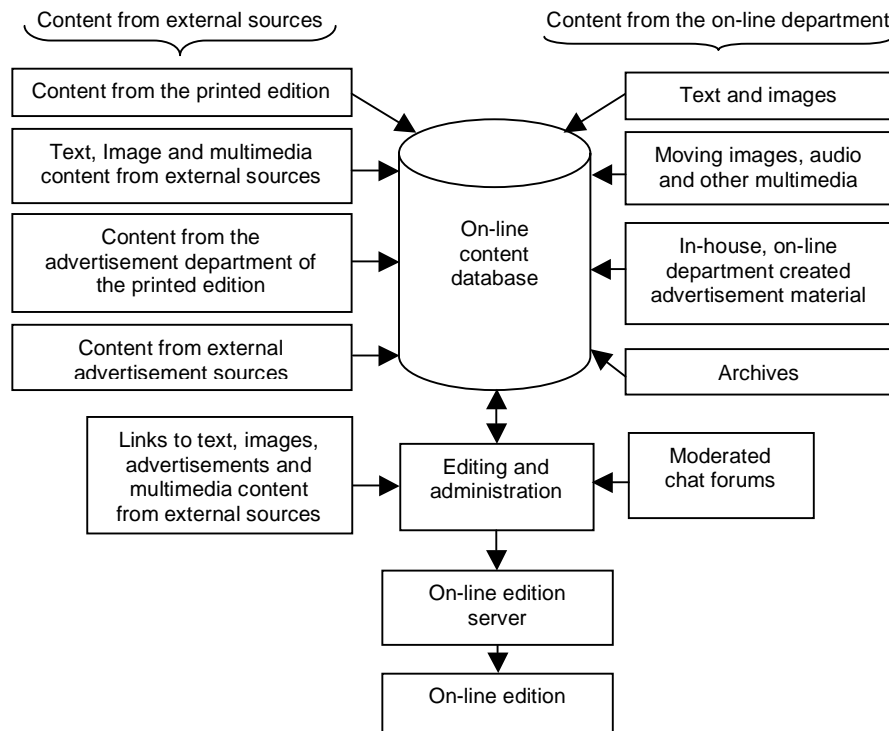 Content from external sources
Content from the on-line department
Content from the printed edition
Text and images
Text, Image and multimedia
content from external sources
Moving images, audio
and other multimedia
On-line
content
database
Content from the
advertisement department of
the printed edition
In-house, on-line
department created
advertisement material
Content from external
advertisement sources
Archives
Links to text, images,
advertisements and
multimedia content
from external sources
Editing and
administration
Moderated
chat forums
On-line edition
server
On-line edition